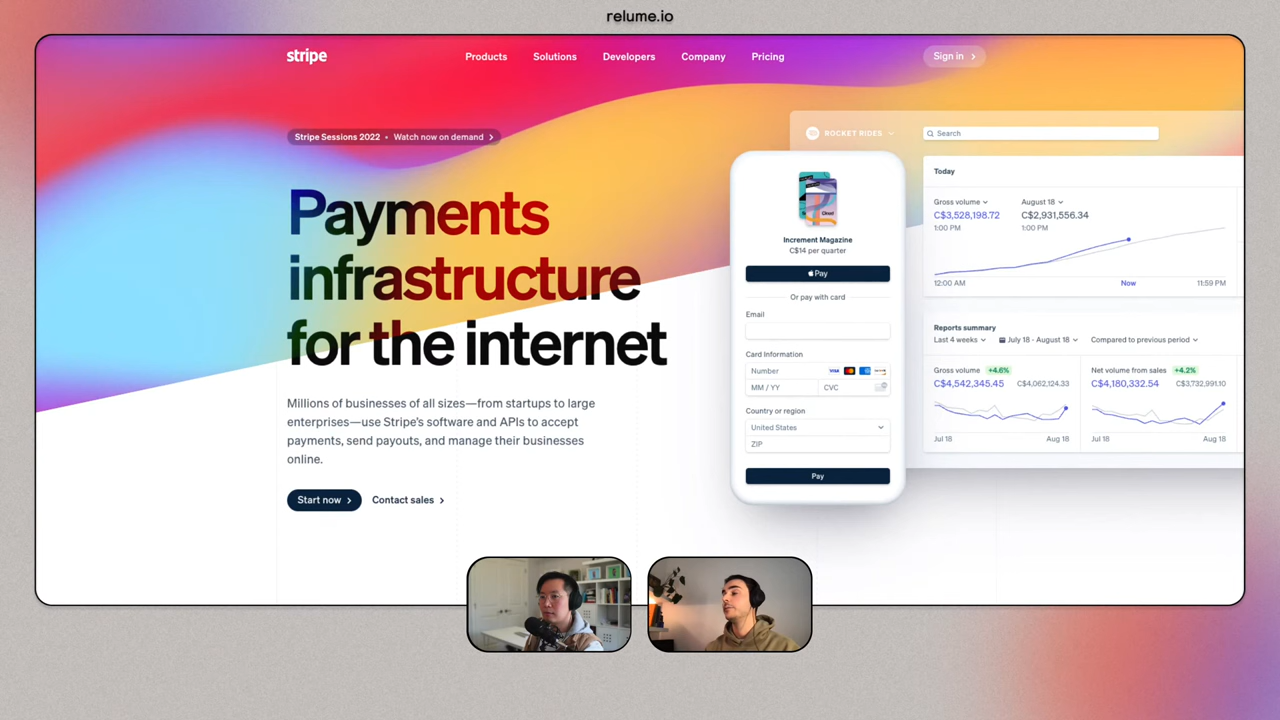 relume.io
stripe
Products Solutions Developers Company Pricing
Sign in
Stripe Sessions 2022 • Watch now on demand
Payments
infrastructure
for the internet
Millions of businesses of all sizes—from startups to large
enterprises—use Stripe's software and APIs to accept
payments, send payouts, and manage their businesses
online.
Start now
Contact sales
Increment Magazine
C$14 per quarter
Pay
Or pay with card
Email
Card Information
Number VISA
MM / YY CVC
Country or region
United States
ZIP
Pay
ROCKET RIDES
Search
Today
Gross volume August 18
C$3,528,198.72 C$2,931,556.34
1:00 PM 1:00 PM
12:00 AM Now 11:59 PM
Reports summary
Last 4 weeks July 18 - August 18 Compared to previous period
Gross volume +4.6% Net volume from sales +4.2%
C$4,542,345.45 C$4,062,124.33 C$4,180,332.54 C$3,732,991.10
Jul 18 Aug 18 Jul 18 Aug 18